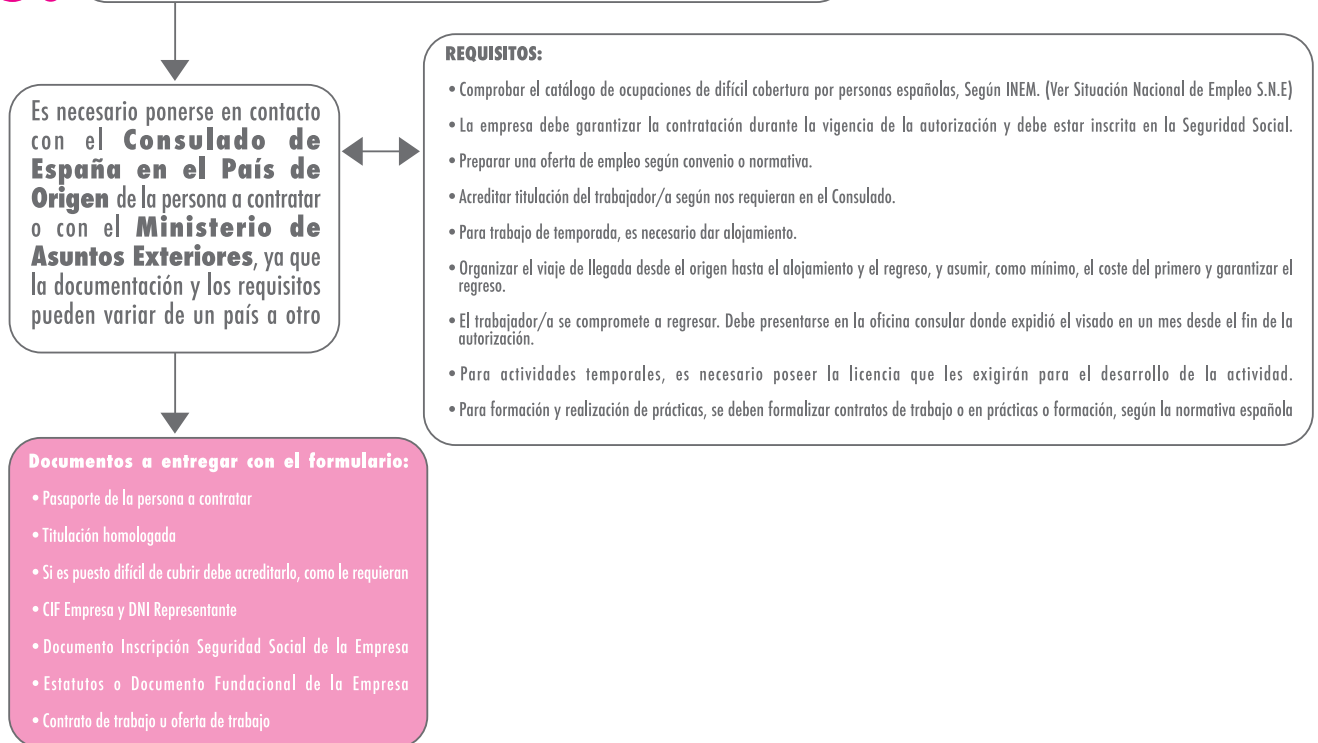 Es necesario ponerse en contacto
con el Consulado de
España en el País de
Origen de la persona a contratar
o con el Ministerio de
Asuntos Exteriores, ya que
la documentación y los requisitos
pueden variar de un país a otro
REQUISITOS:
• Comprobar el catálogo de ocupaciones de difícil cobertura por personas españolas, Según INEM. (Ver Situación Nacional de Empleo S.N.E)
• La empresa debe garantizar la contratación durante la vigencia de la autorización y debe estar inscrita en la Seguridad Social.
• Preparar una oferta de empleo según convenio o normativa.
• Acreditar titulación del trabajador/a según nos requieran en el Consulado.
• Para trabajo de temporada, es necesario dar alojamiento.
• Organizar el viaje de llegada desde el origen hasta el alojamiento y el regreso, y asumir, como mínimo, el coste del primero y garantizar el
regreso.
• El trabajador/a se compromete a regresar. Debe presentarse en la oficina consular donde expidió el visado en un mes desde el fin de la
autorización.
• Para actividades temporales, es necesario poseer la licencia que les exigirán para el desarrollo de la actividad.
• Para formación y realización de prácticas, se deben formalizar contratos de trabajo o en prácticas o formación, según la normativa española
Documentos a entregar con el formulario:
• Pasaporte de la persona a contratar
• Titulación homologada
• Si es puesto difícil de cubrir debe acreditarlo, como le requieran
• CIF Empresa y DNI Representante
• Documento Inscripción Seguridad Social de la Empresa
• Estatutos o Documento Fundacional de la Empresa
• Contrato de trabajo u oferta de trabajo